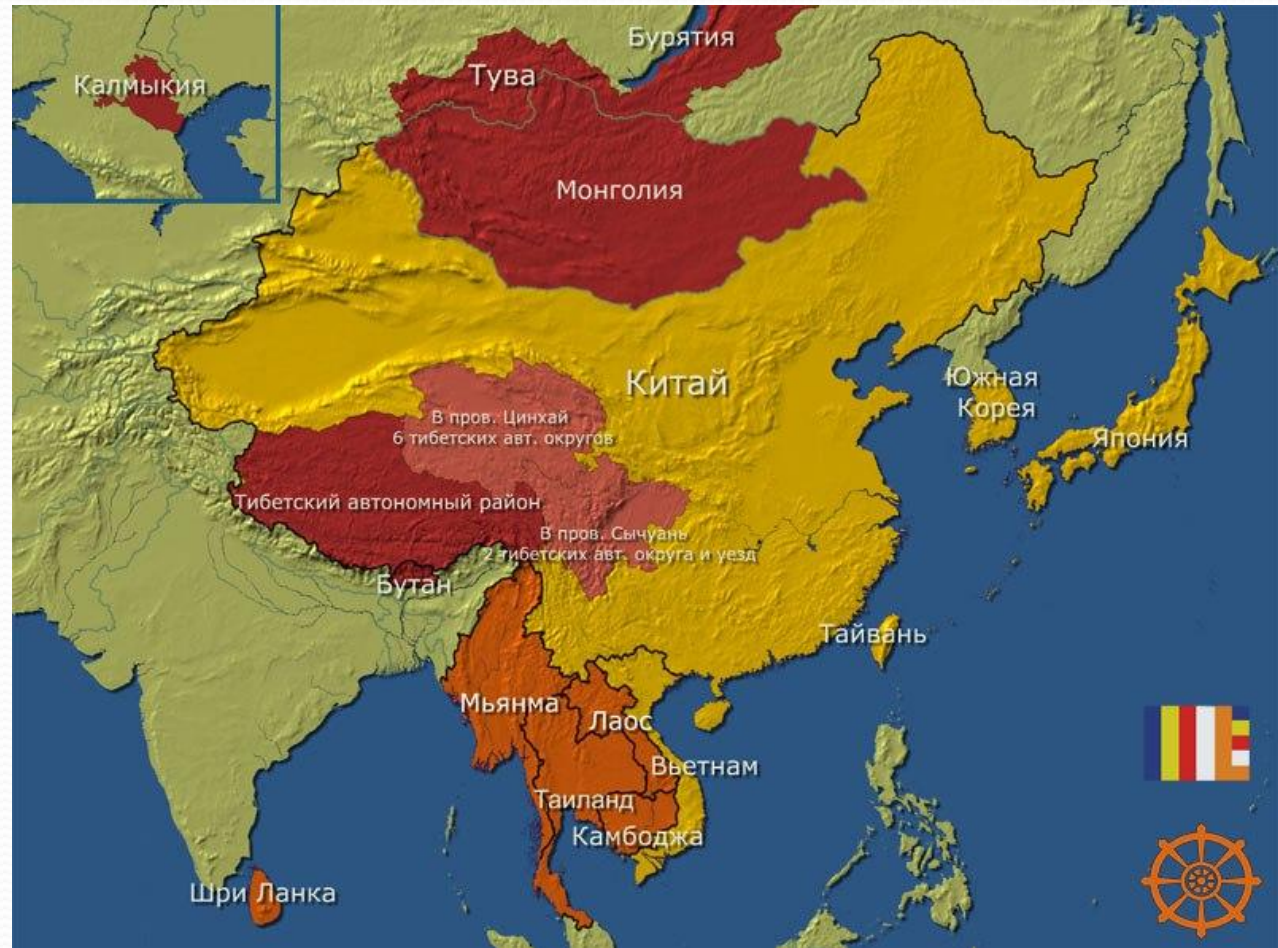 Бурятия
Тува
Калмыкия
Монголия
Китай
Южная
Корея
Япония
В пров. Цинхай
6 тибетских авт. округов
Тибетский автономный район
В пров. Сычуань
2 тибетских авт. округа и уезд
Бутан
Тайвань
Мьянма
Лаос
Вьетнам
Таиланд
Камбоджа
Шри Ланка